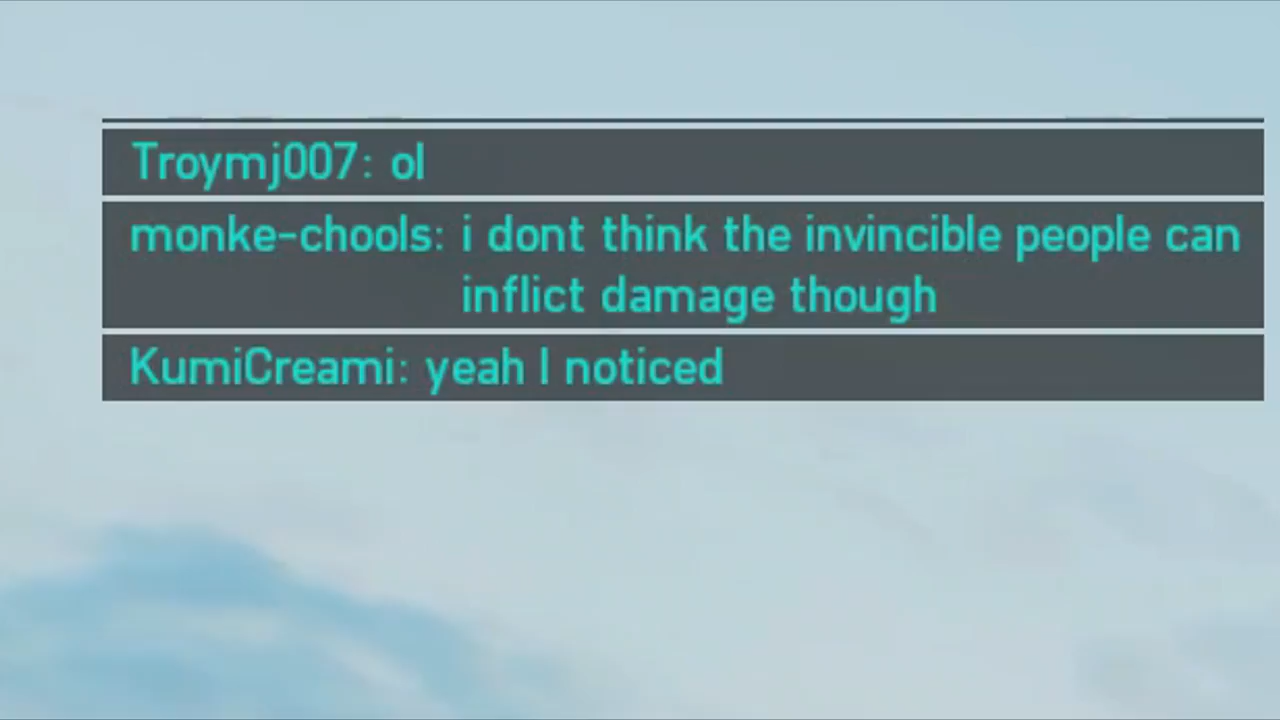 Troymj007: ol
monke-chools: i dont think the invincible people can
inflict damage though
KumiCreami: yeah I noticed